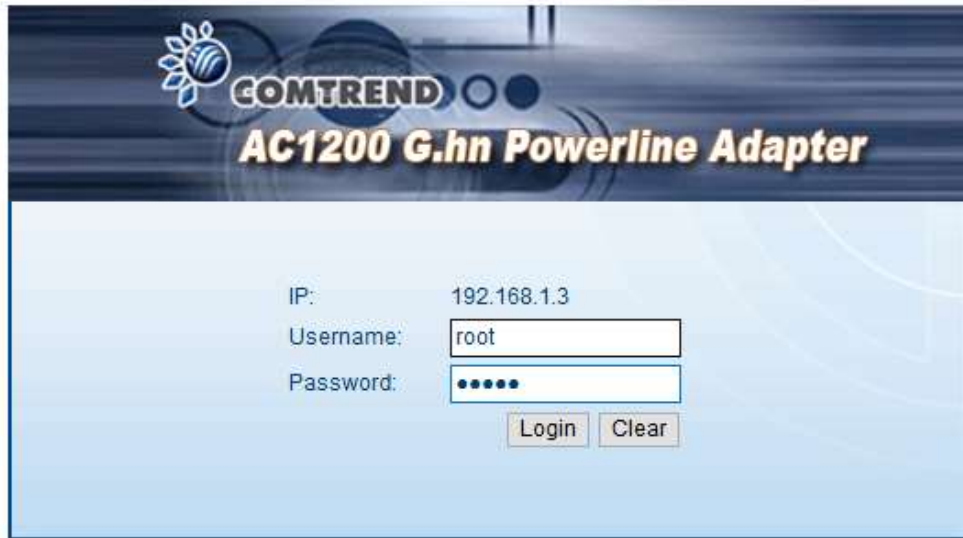 COMTREND
AC1200 G.hn Powerline Adapter
IP: 192.168.1.3
Username: root
Password: •••••
Login Clear